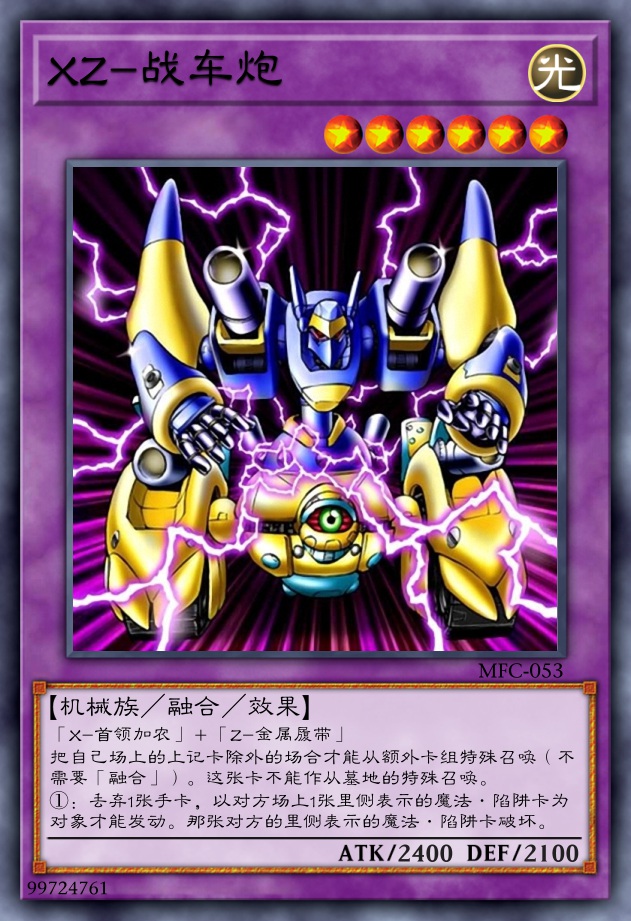 XZ-战车炮
光
MFC-053
【机械族／融合／效果】
「X-首领加农」+「Z-金属履带」
把自己场上的上记卡除外的场合才能从额外卡组特殊召唤（不
需要「融合」）。这张卡不能作从墓地的特殊召唤。
①：丢弃1张手卡，以对方场上1张里侧表示的魔法·陷阱卡为
对象才能发动。那张对方的里侧表示的魔法·陷阱卡破坏。
ATK/2400 DEF/2100
99724761